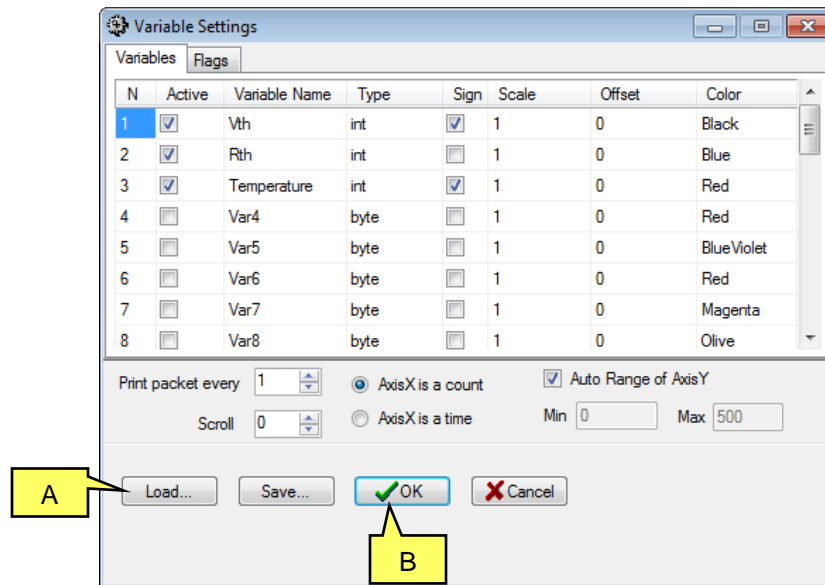 Variable Settings
Variables Flags
N Active Variable Name Type Sign Scale Offset Color
1 Vth int 1 0 Black
2 Rth int 1 0 Blue
3 Temperature int 1 0 Red
4 Var4 byte 1 0 Red
5 Var5 byte 1 0 BlueViolet
6 Var6 byte 1 0 Red
7 Var7 byte 1 0 Magenta
8 Var8 byte 1 0 Olive
Print packet every 1 AxisX is a count Auto Range of AxisY
Scroll 0 AxisX is a time Min 0 Max 500
A Load... Save... OK Cancel
B